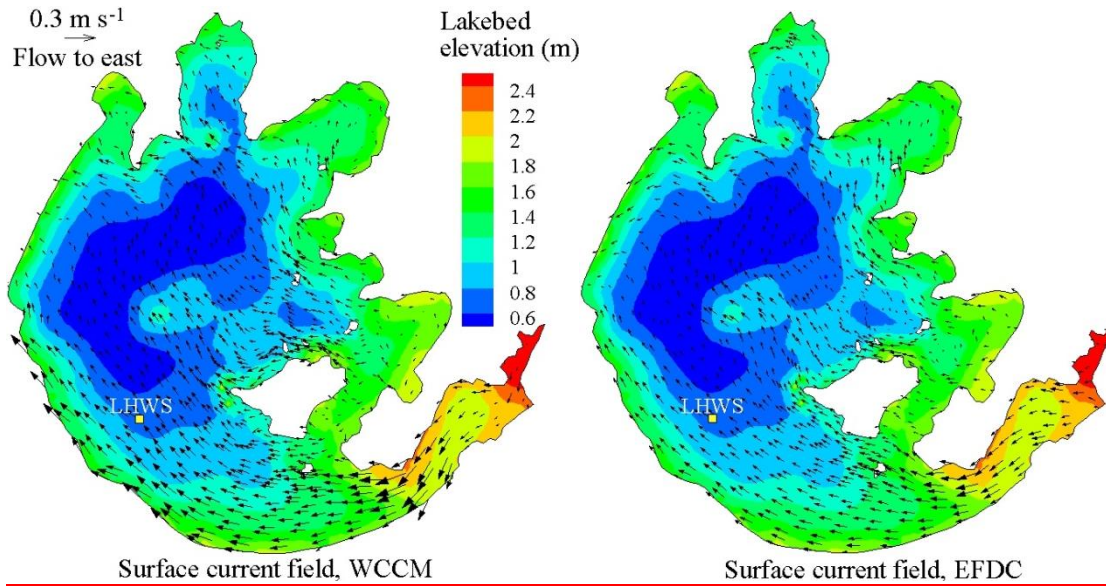 0.3 m s-1
Flow to east
Lakebed
elevation (m)
2.4
2.2
2
1.8
1.6
1.4
1.2
1
0.8
0.6
LHWS
LHWS
Surface current field, WCCM
Surface current field, EFDC